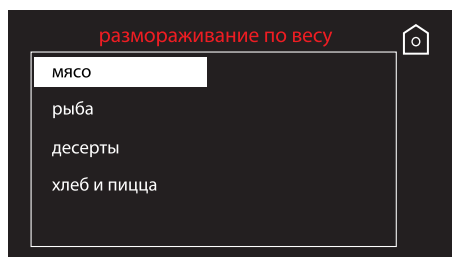 размораживание по весу
мясо
рыба
десерты
хлеб и пицца